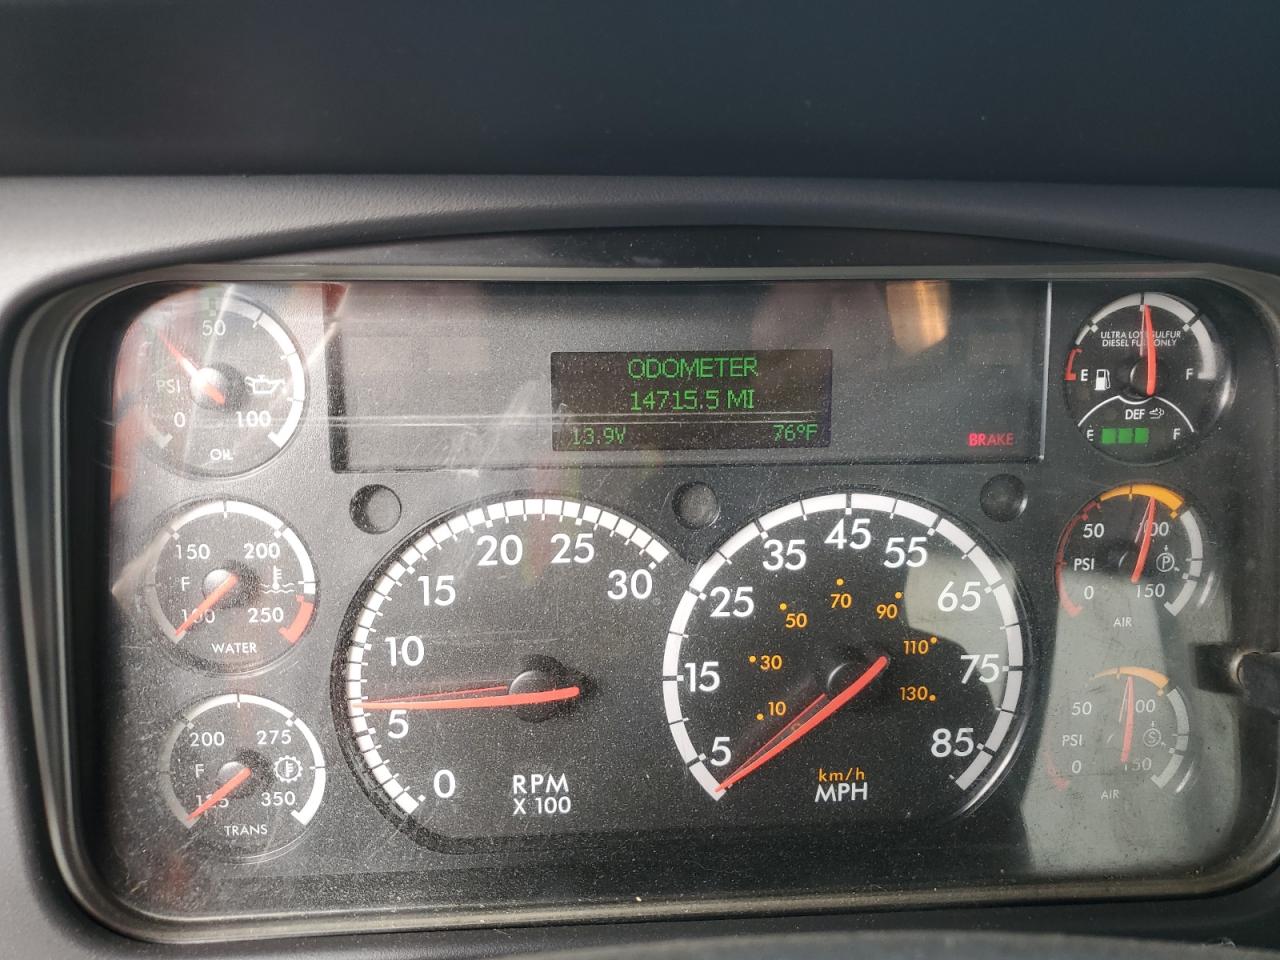 50
PSI
0
100
OIL
150
200
F
100
250
WATER
200
275
F
125
350
TRANS
ODOMETER
14715.5 MI
13.9V
76°F
BRAKE
0
5
10
15
20
25
30
RPM
X 100
5
15
25
35
45
55
65
75
85
10
30
50
70
90
110
130
km/h
MPH
ULTRA LOW SULFUR
DIESEL FUEL ONLY
E
F
DEF
E
F
50
100
PSI
P
0
150
AIR
50
100
PSI
S
0
150
AIR